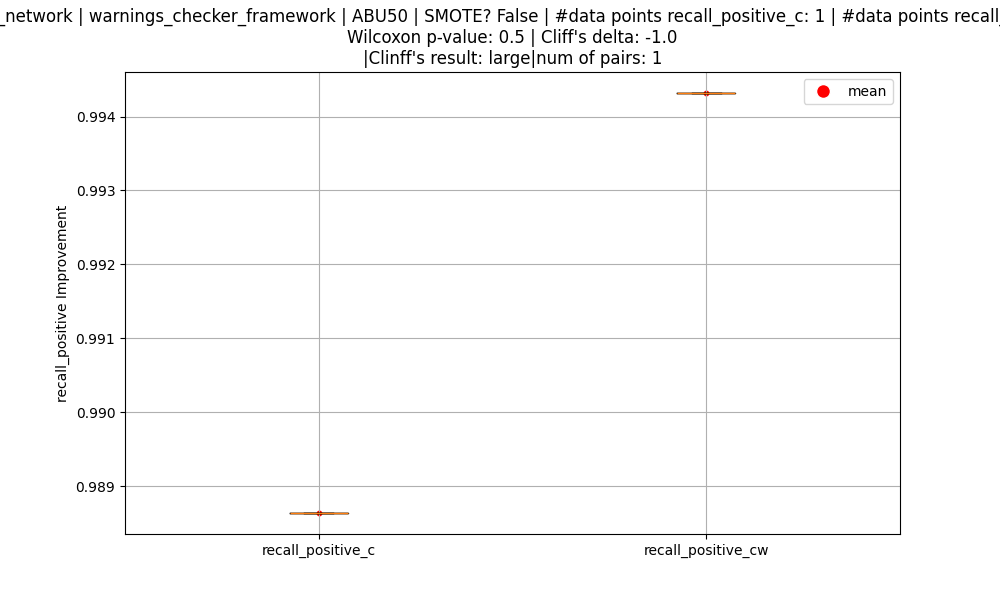 _network | warnings_checker_framework | ABU50 | SMOTE? False | #data points recall_positive_c: 1 | #data points recall_
Wilcoxon p-value: 0.5 | Cliff's delta: -1.0
|Clinff's result: large|num of pairs: 1
mean
0.994
0.993
0.992
0.991
0.990
0.989
recall_positive Improvement
recall_positive_c
recall_positive_cw